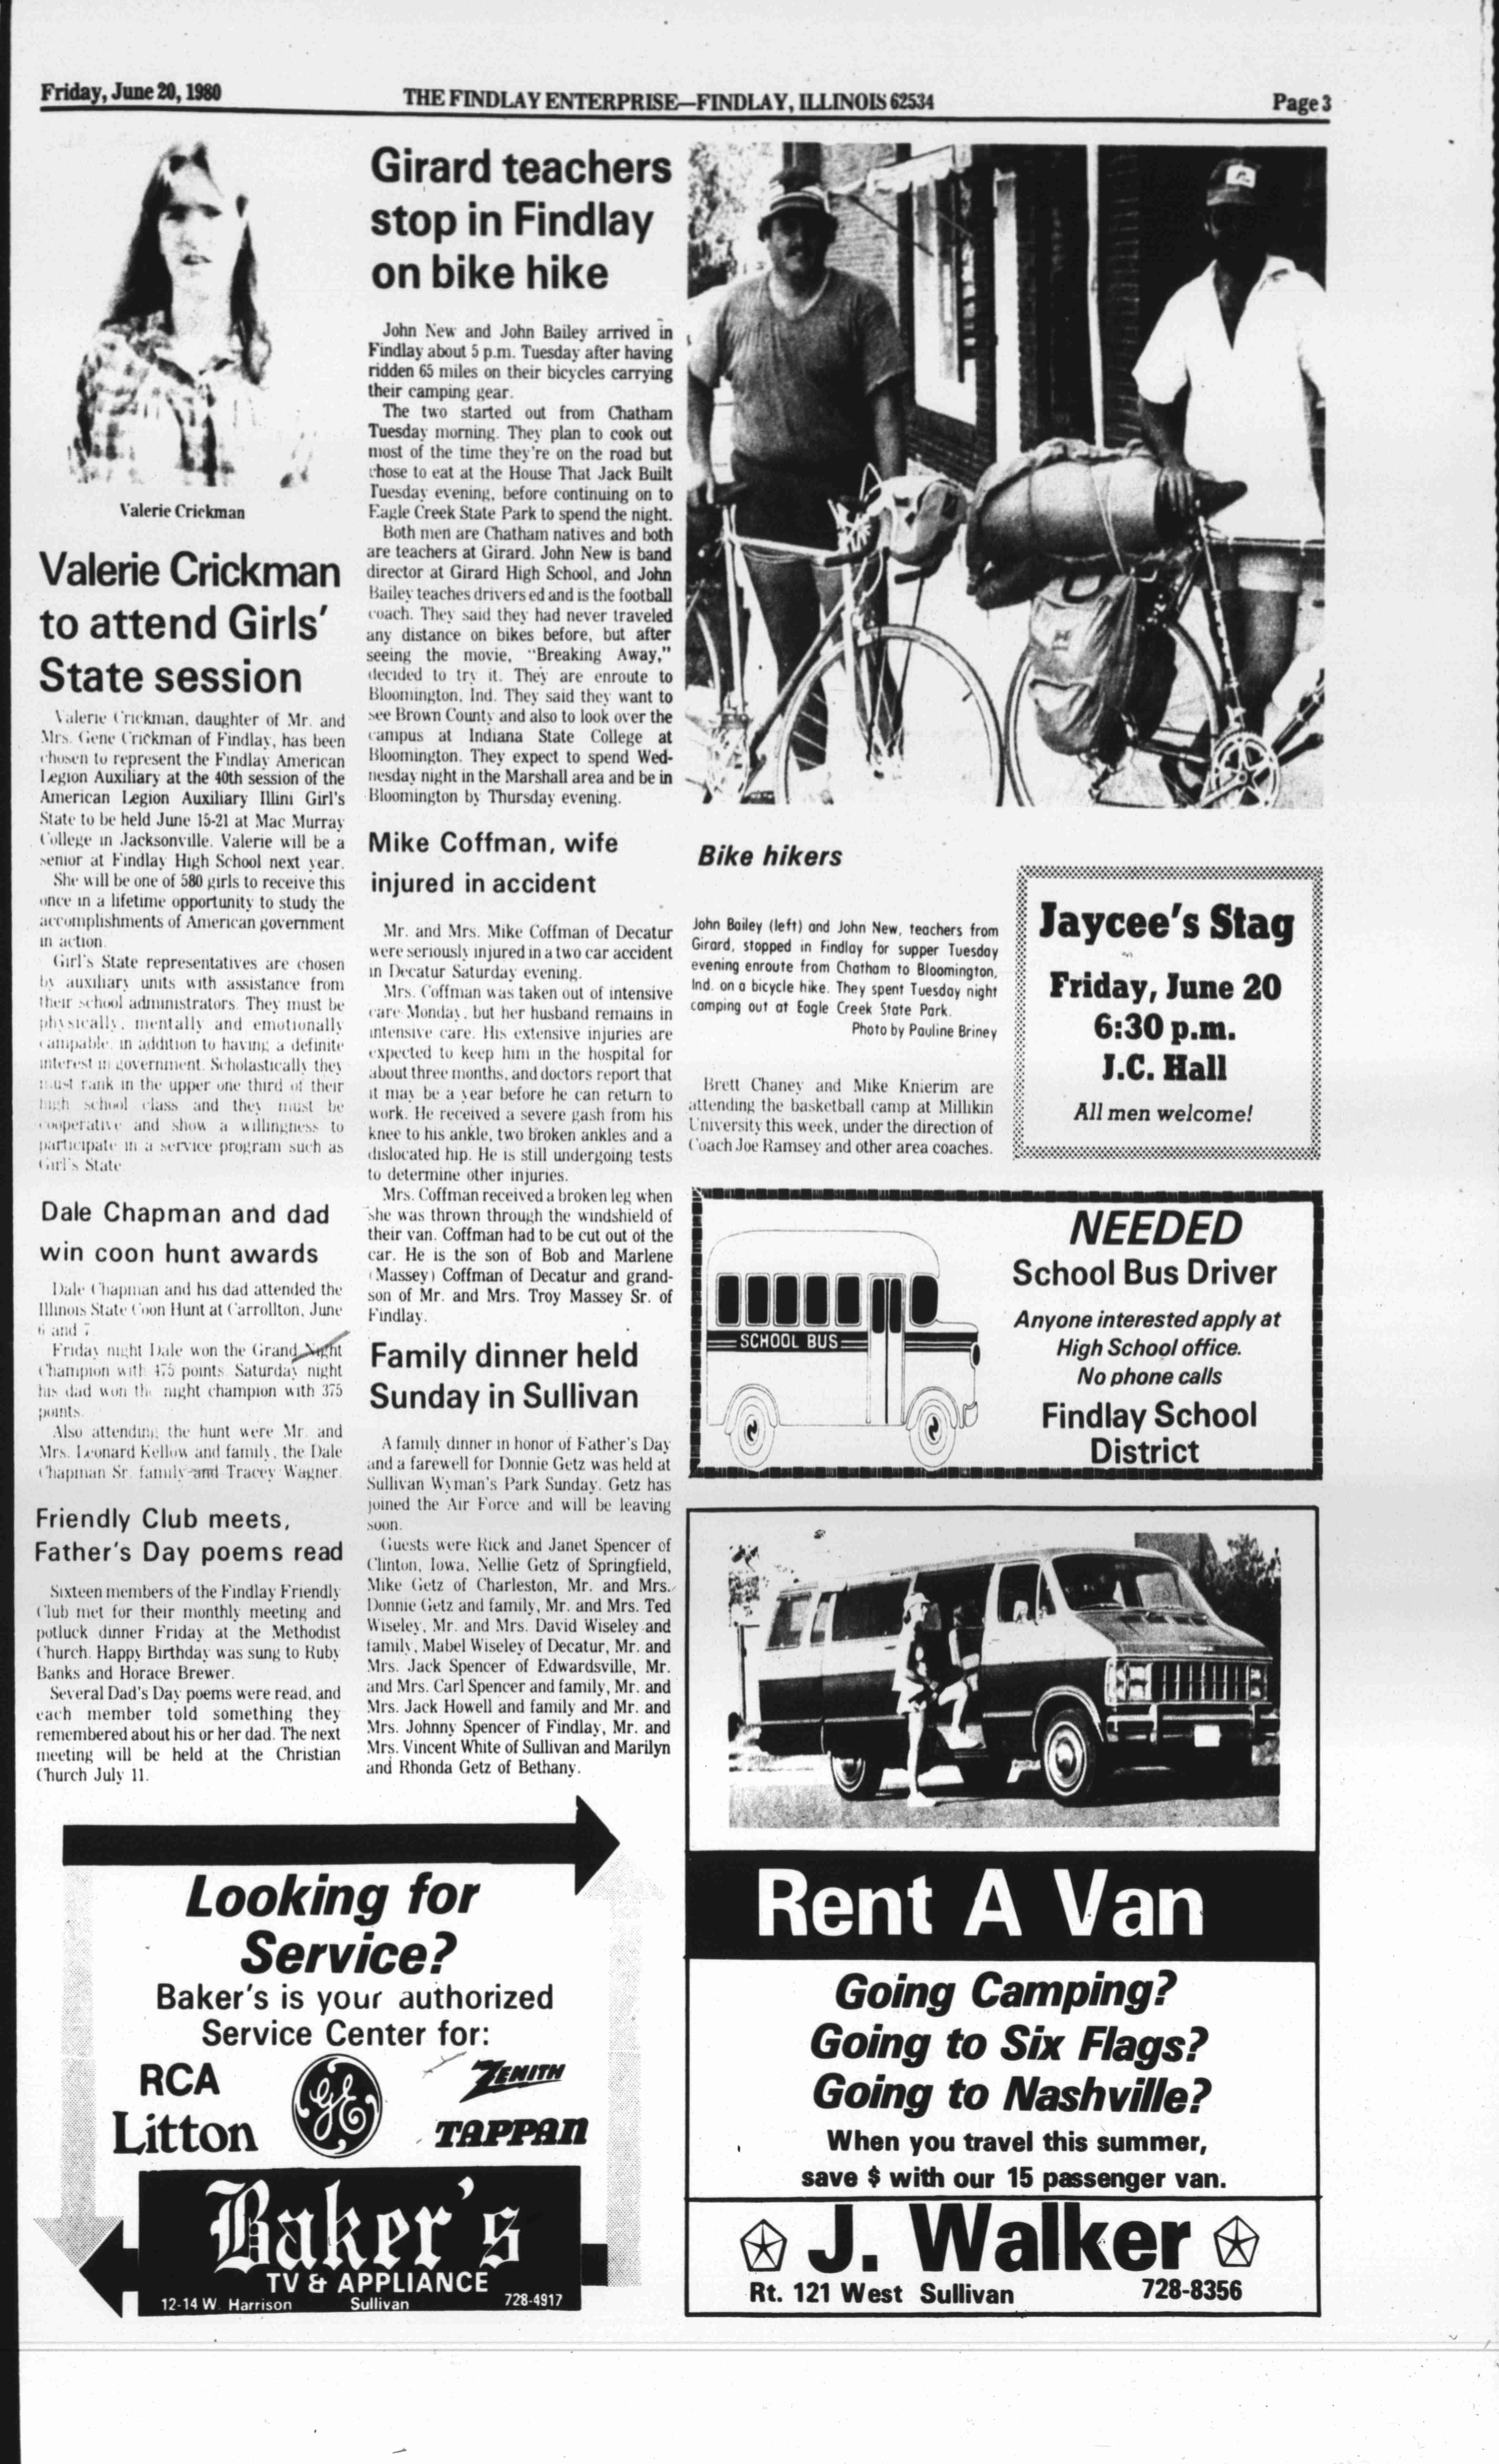 Friday, June 20, 1980
THE FINDLAY ENTERPRISE—FINDLAY, ILLINOIS 62534
Page 3
Valerie Crickman
Valerie Crickman
to attend Girls'
State session
Valerie Crickman, daughter of Mr. and
Mrs. Gene Crickman of Findlay, has been
chosen to represent the Findlay American
Legion Auxiliary at the 40th session of the
American Legion Auxiliary Illini Girl's
State to be held June 15-21 at Mac Murray
College in Jacksonville. Valerie will be a
senior at Findlay High School next year.
She will be one of 580 girls to receive this
once in a lifetime opportunity to study the
accomplishments of American government
in action.
Girl's State representatives are chosen
by auxiliary units with assistance from
their school administrators. They must be
physically, mentally and emotionally
campable, in addition to having a definite
interest in government. Scholastically they
must rank in the upper one third of their
high school class and they must be
cooperative and show a willingness to
participate in a service program such as
Girl's State.
Dale Chapman and dad
win coon hunt awards
Dale Chapman and his dad attended the
Illinois State Coon Hunt at Carrollton, June
6 and 7.
Friday night Dale won the Grand Night
Champion with 475 points. Saturday night
his dad won the night champion with 375
points.
Also attending the hunt were Mr. and
Mrs. Leonard Kellow and family, the Dale
Chapman Sr. family and Tracey Wagner.
Friendly Club meets,
Father's Day poems read
Sixteen members of the Findlay Friendly
Club met for their monthly meeting and
potluck dinner Friday at the Methodist
Church. Happy Birthday was sung to Ruby
Banks and Horace Brewer.
Several Dad's Day poems were read, and
each member told something they
remembered about his or her dad. The next
meeting will be held at the Christian
Church July 11.
Girard teachers
stop in Findlay
on bike hike
John New and John Bailey arrived in
Findlay about 5 p.m. Tuesday after having
ridden 65 miles on their bicycles carrying
their camping gear.
The two started out from Chatham
Tuesday morning. They plan to cook out
most of the time they're on the road but
chose to eat at the House That Jack Built
Tuesday evening, before continuing on to
Eagle Creek State Park to spend the night.
Both men are Chatham natives and both
are teachers at Girard. John New is band
director at Girard High School, and John
Bailey teaches drivers ed and is the football
coach. They said they had never traveled
any distance on bikes before, but after
seeing the movie, "Breaking Away,"
decided to try it. They are enroute to
Bloomington, Ind. They said they want to
see Brown County and also to look over the
campus at Indiana State College at
Bloomington. They expect to spend Wed-
nesday night in the Marshall area and be in
Bloomington by Thursday evening.
Mike Coffman, wife
injured in accident
Mr. and Mrs. Mike Coffman of Decatur
were seriously injured in a two car accident
in Decatur Saturday evening.
Mrs. Coffman was taken out of intensive
care Monday, but her husband remains in
intensive care. His extensive injuries are
expected to keep him in the hospital for
about three months, and doctors report that
it may be a year before he can return to
work. He received a severe gash from his
knee to his ankle, two broken ankles and a
dislocated hip. He is still undergoing tests
to determine other injuries.
Mrs. Coffman received a broken leg when
she was thrown through the windshield of
their van. Coffman had to be cut out of the
car. He is the son of Bob and Marlene
(Massey) Coffman of Decatur and grand-
son of Mr. and Mrs. Troy Massey Sr. of
Findlay.
Family dinner held
Sunday in Sullivan
A family dinner in honor of Father's Day
and a farewell for Donnie Getz was held at
Sullivan Wyman's Park Sunday. Getz has
joined the Air Force and will be leaving
soon.
Guests were Rick and Janet Spencer of
Clinton, Iowa, Nellie Getz of Springfield,
Mike Getz of Charleston, Mr. and Mrs.
Donnie Getz and family, Mr. and Mrs. Ted
Wiseley, Mr. and Mrs. David Wiseley and
family, Mabel Wiseley of Decatur, Mr. and
Mrs. Jack Spencer of Edwardsville, Mr.
and Mrs. Carl Spencer and family, Mr. and
Mrs. Jack Howell and family and Mr. and
Mrs. Johnny Spencer of Findlay, Mr. and
Mrs. Vincent White of Sullivan and Marilyn
and Rhonda Getz of Bethany.
Bike hikers
John Bailey (left) and John New, teachers from
Girard, stopped in Findlay for supper Tuesday
evening enroute from Chatham to Bloomington,
Ind. on a bicycle hike. They spent Tuesday night
camping out at Eagle Creek State Park.
Photo by Pauline Briney
Brett Chaney and Mike Knierim are
attending the basketball camp at Millikin
University this week, under the direction of
Coach Joe Ramsey and other area coaches.
Jaycee's Stag
Friday, June 20
6:30 p.m.
J.C. Hall
All men welcome!
SCHOOL BUS
NEEDED
School Bus Driver
Anyone interested apply at
High School office.
No phone calls
Findlay School
District
Rent A Van
Going Camping?
Going to Six Flags?
Going to Nashville?
When you travel this summer,
save $ with our 15 passenger van.
J. Walker
Rt. 121 West Sullivan
728-8356
Looking for
Service?
Baker's is your authorized
Service Center for:
RCA
GE
ZENITH
Litton
TAPPAN
Baker's
TV & APPLIANCE
12-14 W. Harrison
Sullivan
728-4917